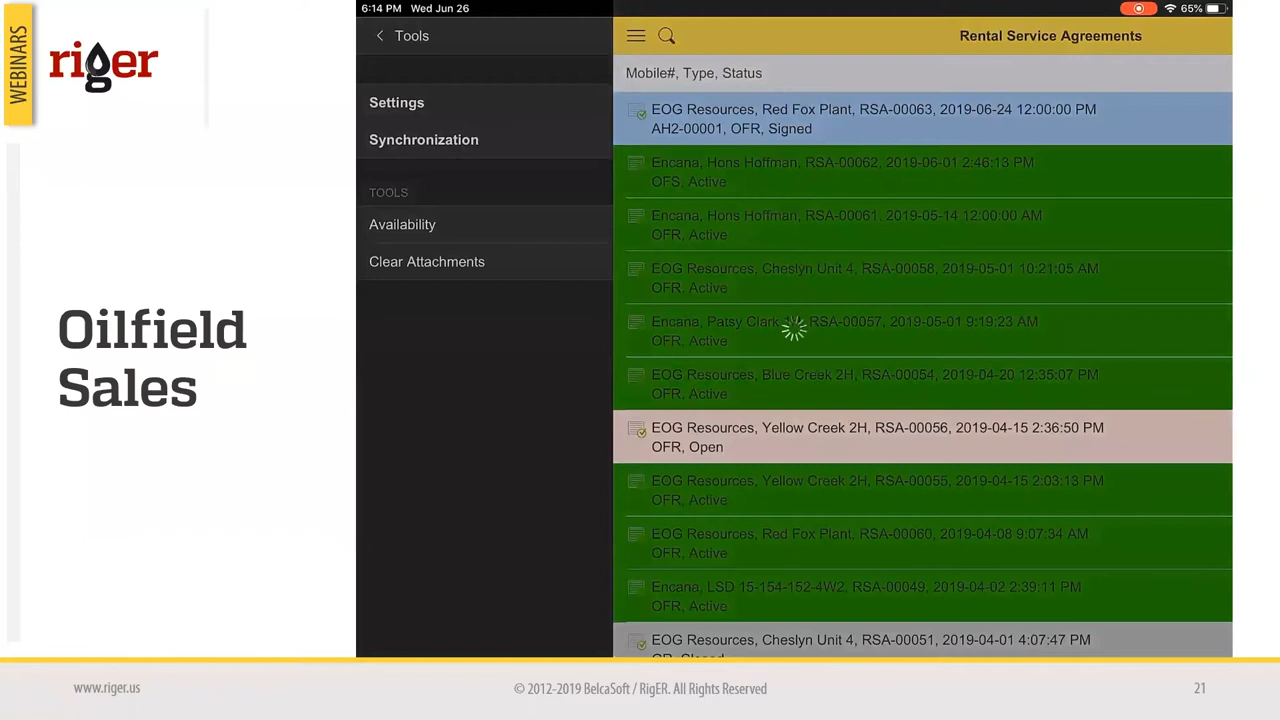 WEBINARS
riger
Oilfield
Sales
6:14 PM Wed Jun 26
65%
Tools
Settings
Synchronization
TOOLS
Availability
Clear Attachments
Rental Service Agreements
Mobile#, Type, Status
EOG Resources, Red Fox Plant, RSA-00063, 2019-06-24 12:00:00 PM
AH2-00001, OFR, Signed
Encana, Hons Hoffman, RSA-00062, 2019-06-01 2:46:13 PM
OFS, Active
Encana, Hons Hoffman, RSA-00061, 2019-05-14 12:00:00 AM
OFR, Active
EOG Resources, Cheslyn Unit 4, RSA-00058, 2019-05-01 10:21:05 AM
OFR, Active
Encana, Patsy Clark RSA-00057, 2019-05-01 9:19:23 AM
OFR, Active
EOG Resources, Blue Creek 2H, RSA-00054, 2019-04-20 12:35:07 PM
OFR, Active
EOG Resources, Yellow Creek 2H, RSA-00056, 2019-04-15 2:36:50 PM
OFR, Open
EOG Resources, Yellow Creek 2H, RSA-00055, 2019-04-15 2:03:13 PM
OFR, Active
EOG Resources, Red Fox Plant, RSA-00060, 2019-04-08 9:07:34 AM
OFR, Active
Encana, LSD 15-154-152-4W2, RSA-00049, 2019-04-02 2:39:11 PM
OFR, Active
EOG Resources, Cheslyn Unit 4, RSA-00051, 2019-04-01 4:07:47 PM
www.riger.us
© 2012-2019 BelcaSoft / RigER. All Rights Reserved
21